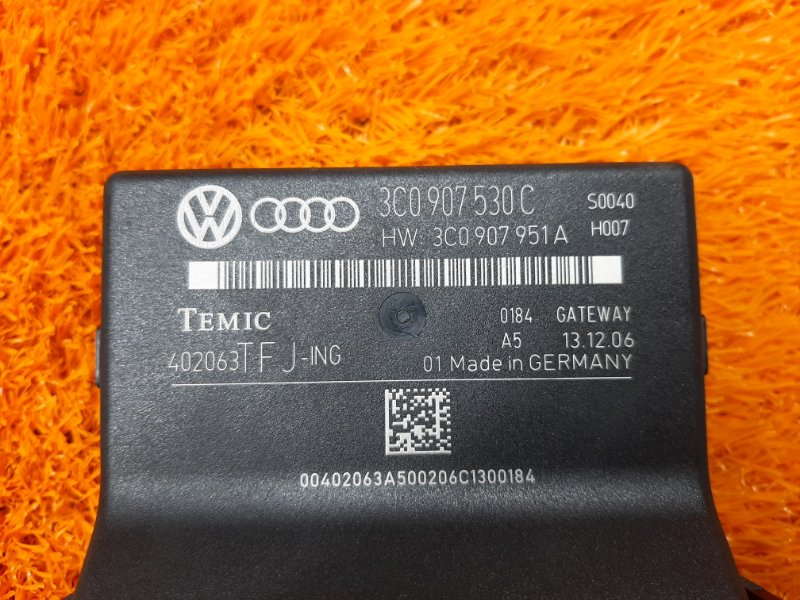 3C0 907 530 C S0040
HW: 3C0 907 951 A H007
TEMIC 0184 GATEWAY
A5 13.12.06
402063TFJ-ING 01 Made in GERMANY
00402063A500206C1300184